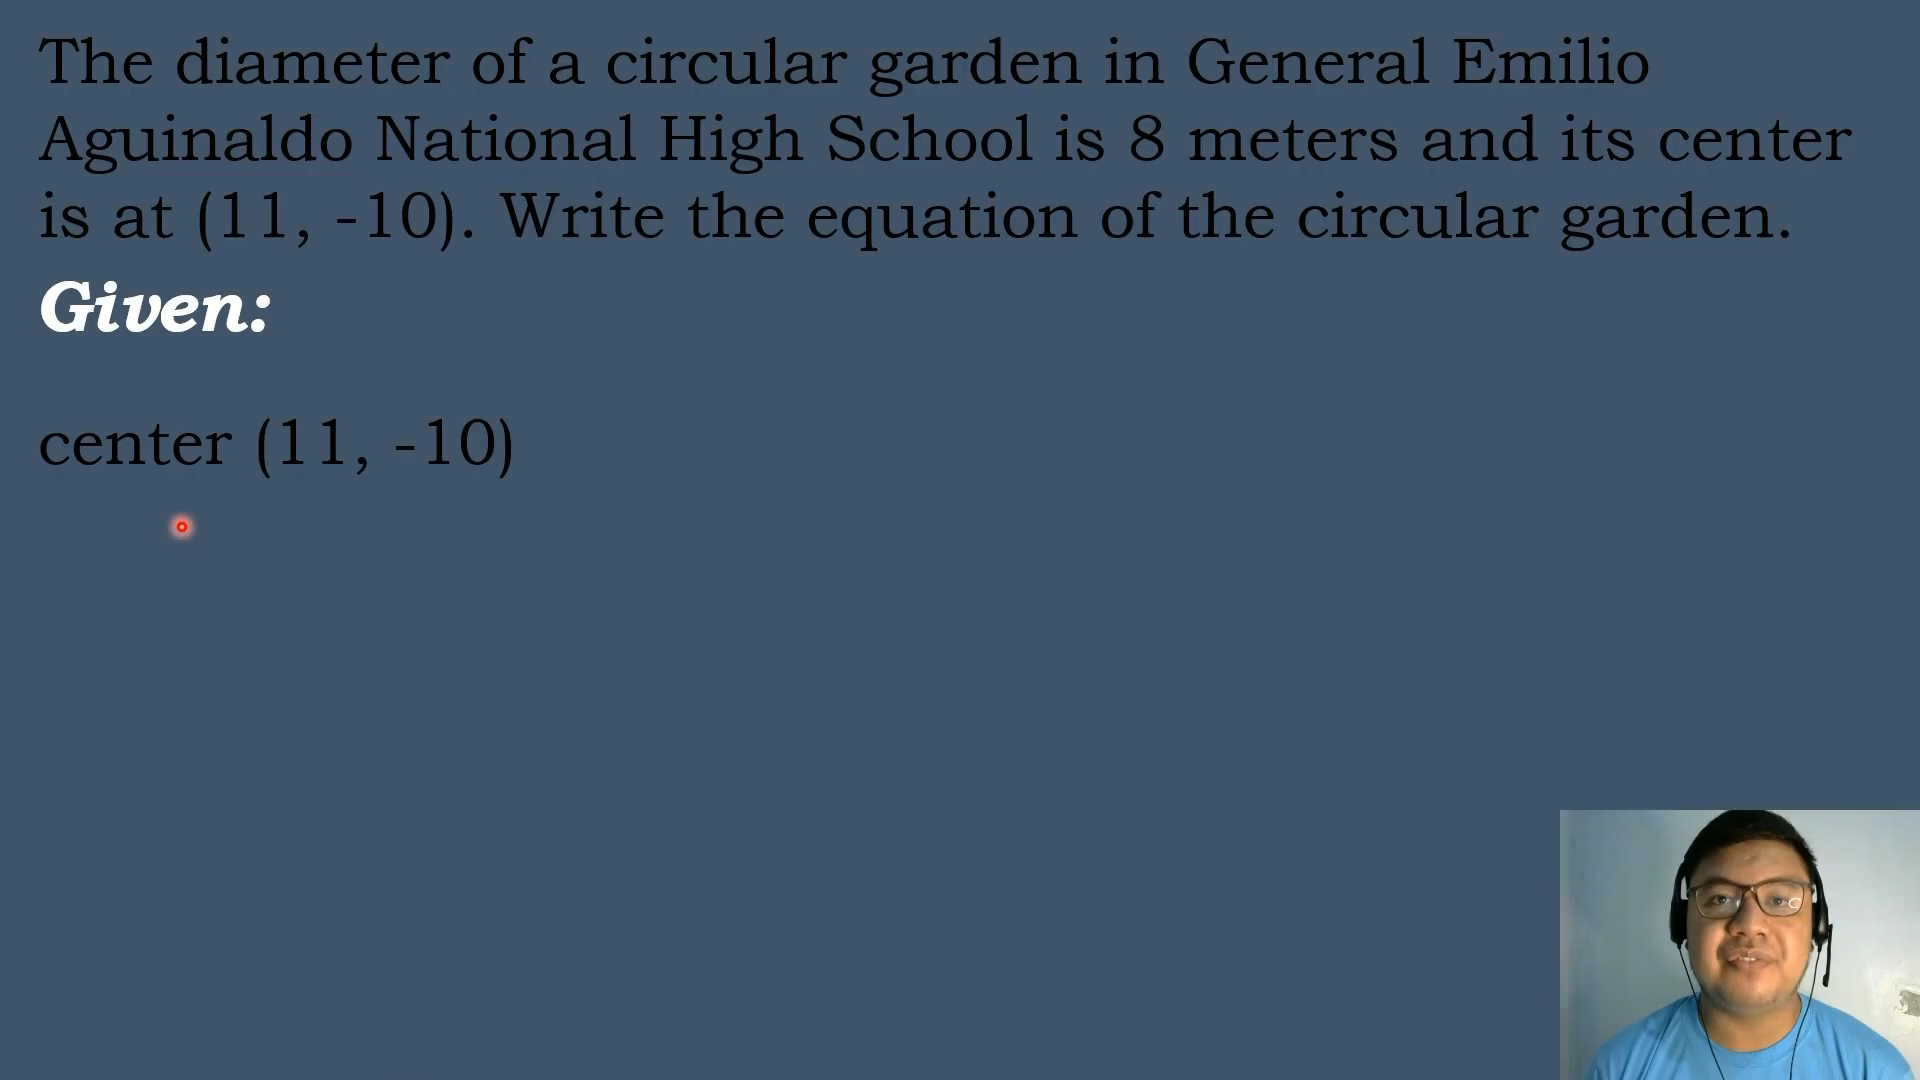 The diameter of a circular garden in General Emilio
Aguinaldo National High School is 8 meters and its center
is at (11, -10). Write the equation of the circular garden.
Given:
center (11, -10)